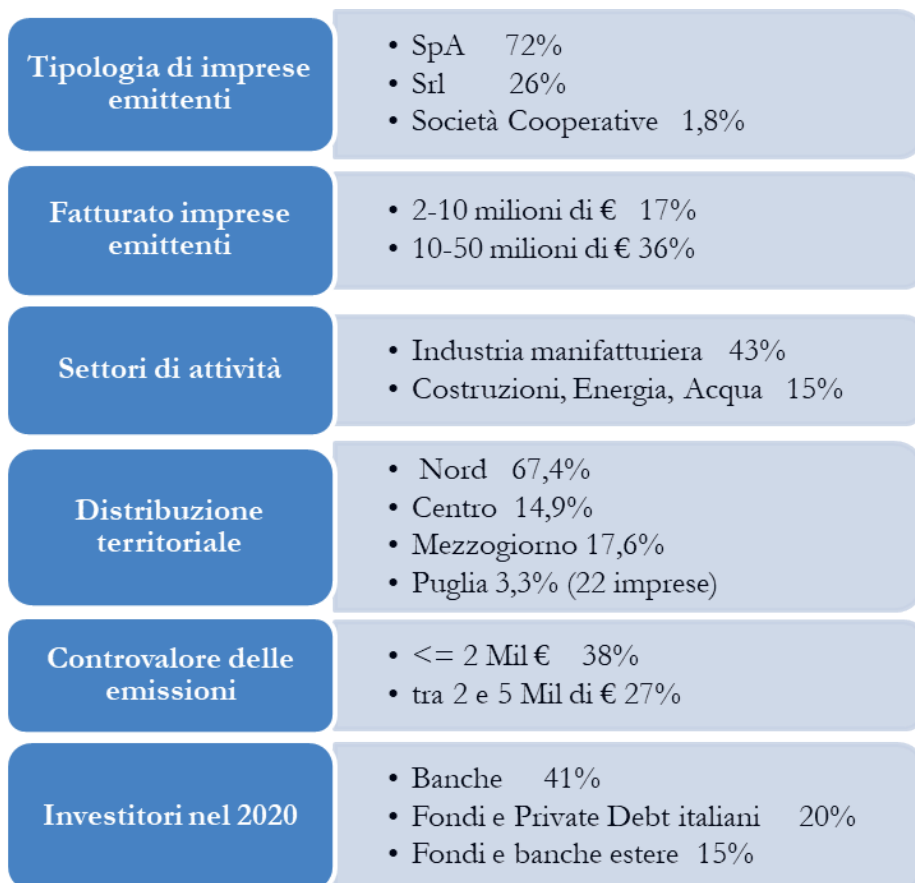 Tipologia di imprese
emittenti
• SpA 72%
• Srl 26%
• Società Cooperative 1,8%
Fatturato imprese
emittenti
• 2-10 milioni di € 17%
• 10-50 milioni di € 36%
Settori di attività
• Industria manifatturiera 43%
• Costruzioni, Energia, Acqua 15%
Distribuzione
territoriale
• Nord 67,4%
• Centro 14,9%
• Mezzogiorno 17,6%
• Puglia 3,3% (22 imprese)
Controvalore delle
emissioni
• <= 2 Mil € 38%
• tra 2 e 5 Mil di € 27%
Investitori nel 2020
• Banche 41%
• Fondi e Private Debt italiani 20%
• Fondi e banche estere 15%